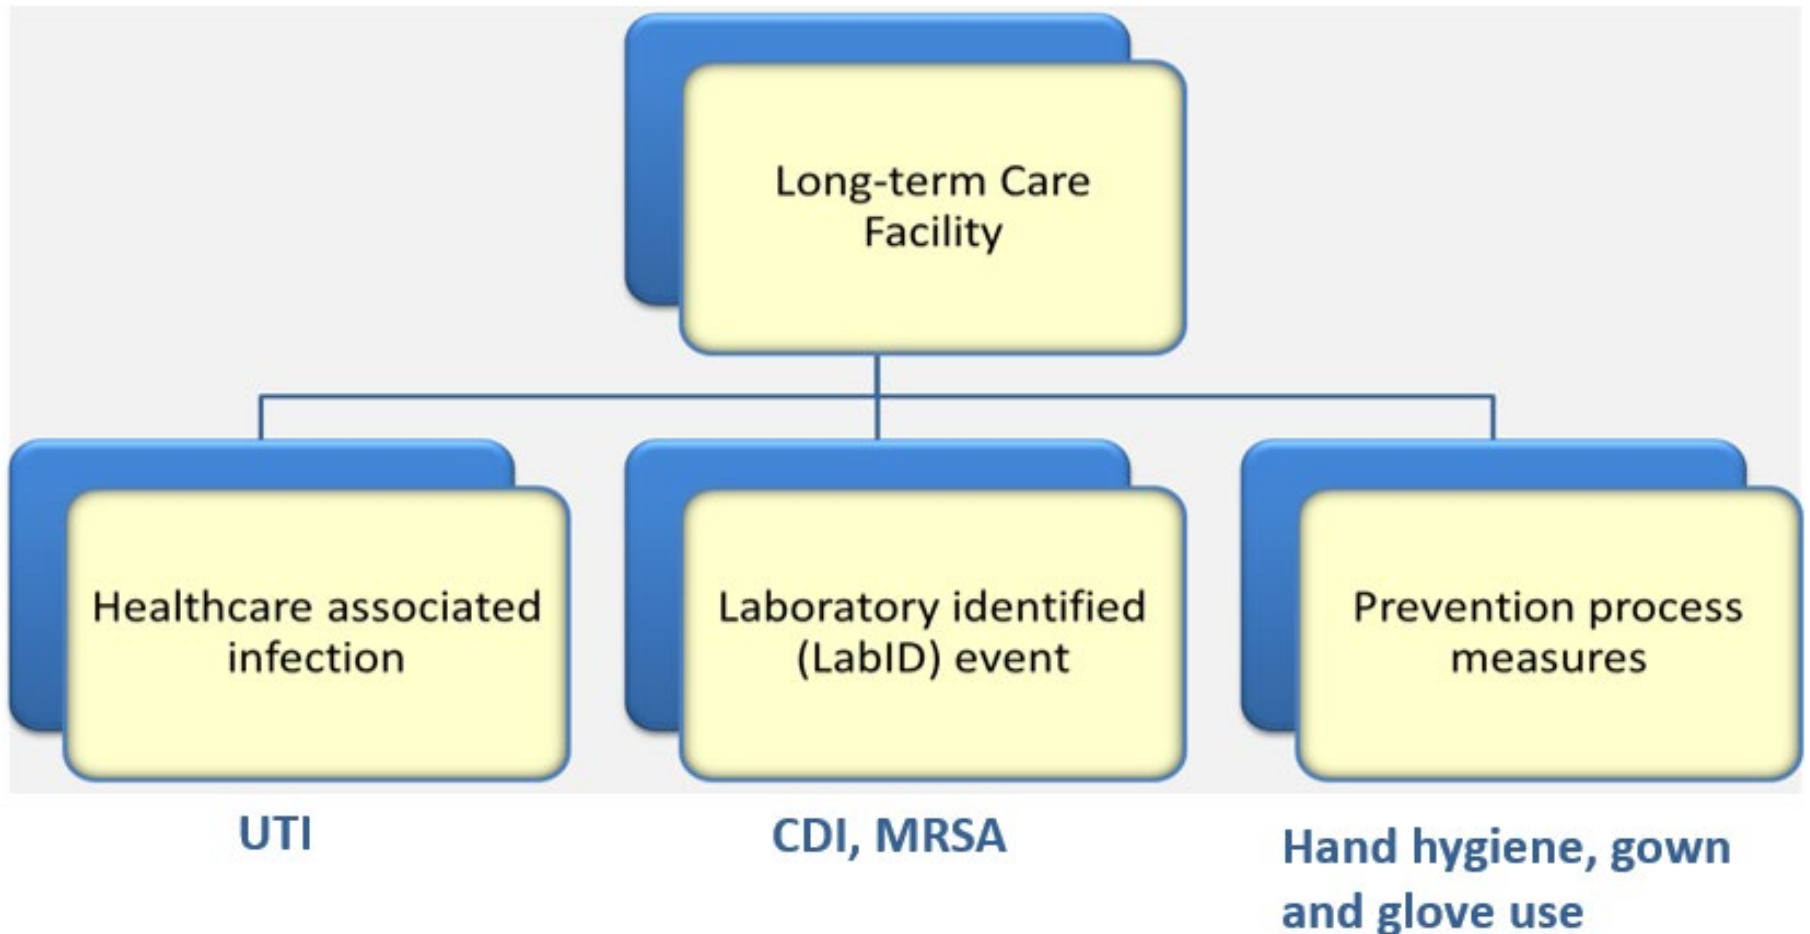 Long-term Care
Facility
Healthcare associated
infection
Laboratory identified
(LabID) event
Prevention process
measures
UTI
CDI, MRSA
Hand hygiene, gown
and glove use